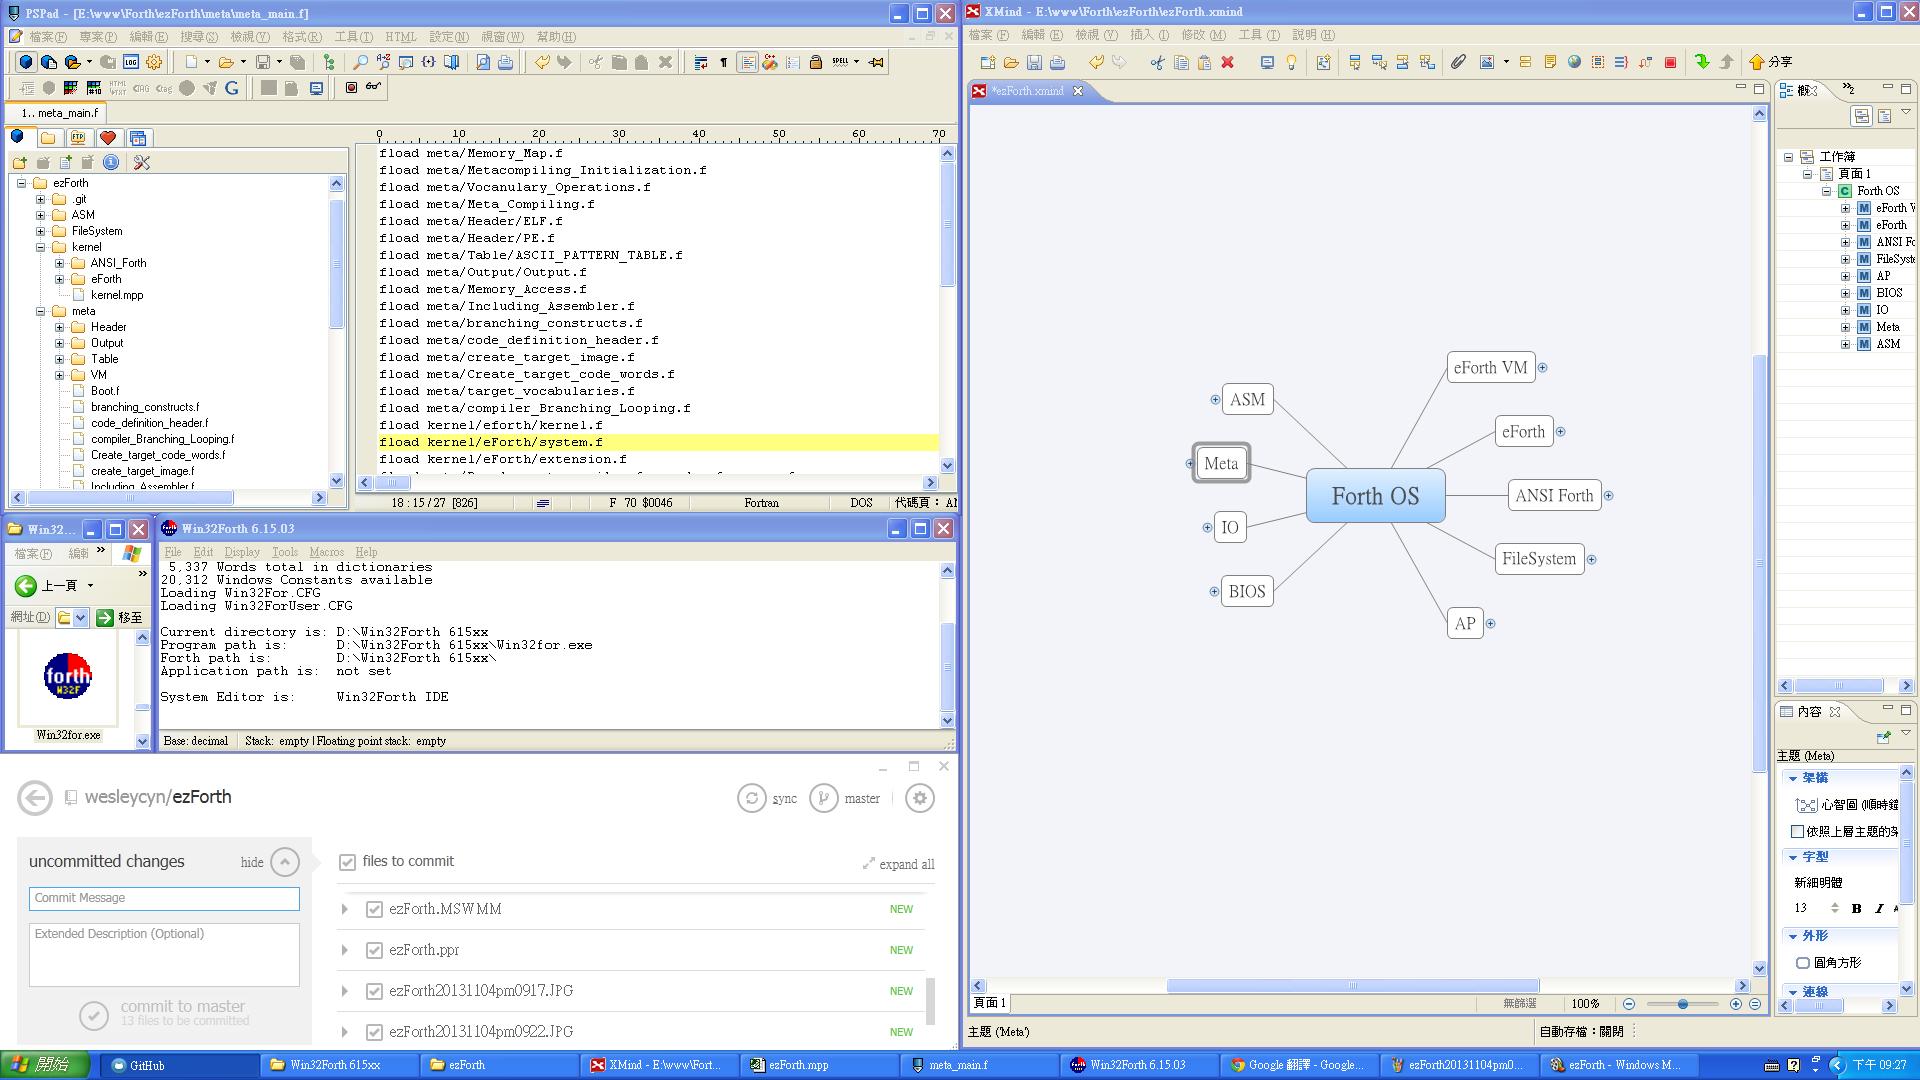 PSPad - [E:\www\Forth\ezForth\meta\meta_main.f]
檔案(F) 專案(P) 編輯(E) 搜尋(S) 檢視(V) 格式(R) 工具(T) HTML 設定(N) 視窗(W) 幫助(H)
1.. meta_main.f
0 10 20 30 40 50 60 70
ezForth
.git
ASM
FileSystem
kernel
ANSI_Forth
eForth
kernel.mpp
meta
Header
Output
Table
VM
Boot.f
branching_constructs.f
code_definition_header.f
compiler_Branching_Looping.f
Create_target_code_words.f
create_target_image.f
Including_Assembler.f
fload meta/Memory_Map.f
fload meta/Metacompiling_Initialization.f
fload meta/Vocanulary_Operations.f
fload meta/Meta_Compiling.f
fload meta/Header/ELF.f
fload meta/Header/PE.f
fload meta/Table/ASCII_PATTERN_TABLE.f
fload meta/Output/Output.f
fload meta/Memory_Access.f
fload meta/Including_Assembler.f
fload meta/branching_constructs.f
fload meta/code_definition_header.f
fload meta/create_target_image.f
fload meta/Create_target_code_words.f
fload meta/target_vocabularies.f
fload meta/compiler_Branching_Looping.f
fload kernel/eforth/kernel.f
fload kernel/eForth/system.f
fload kernel/eForth/extension.f
18 : 15 / 27 [826] F 70 $0046 Fortran DOS 代碼頁： AN
Win32...
檔案(F) 編輯 »
上一頁
網址(D) 移至
forth
W32F
Win32for.exe
Win32Forth 6.15.03
File Edit Display Tools Macros Help
5,337 Words total in dictionaries
20,312 Windows Constants available
Loading Win32For.CFG
Loading Win32ForUser.CFG
Current directory is: D:\Win32Forth 615xx
Program path is: D:\Win32Forth 615xx\Win32for.exe
Forth path is: D:\Win32Forth 615xx\
Application path is: not set
System Editor is: Win32Forth IDE
Base: decimal Stack: empty | Floating point stack: empty
wesleycyn/ezForth
sync master
uncommitted changes hide
Commit Message
Extended Description (Optional)
commit to master
13 files to be committed
files to commit
expand all
ezForth.MSWMM NEW
ezForth.ppr NEW
ezForth20131104pm0917.JPG NEW
ezForth20131104pm0922.JPG NEW
XMind - E:\www\Forth\ezForth\ezForth.xmind
檔案 (F) 編輯 (E) 檢視 (V) 插入 (I) 修改 (M) 工具 (T) 說明 (H)
分享
*ezForth.xmind
Forth OS
eForth VM
eForth
ANSI Forth
FileSystem
AP
ASM
Meta
IO
BIOS
頁面 1
無篩選 100%
主題 ('Meta')
自動存檔：關閉
概
工作簿
頁面 1
Forth OS
eForth V
eForth
ANSI Fo
FileSyste
AP
BIOS
IO
Meta
ASM
內容
主題 (Meta)
架構
心智圖 (順時鐘
依照上層主題的架
字型
新細明體
13 B I A
外形
圓角方形
連線
開始 GitHub Win32Forth 615xx ezForth XMind - E:\www\Fort... ezForth.mpp meta_main.f Win32Forth 6.15.03 Google 翻譯 - Google... ezForth20131104pm0... ezForth - Windows M... 下午 09:27